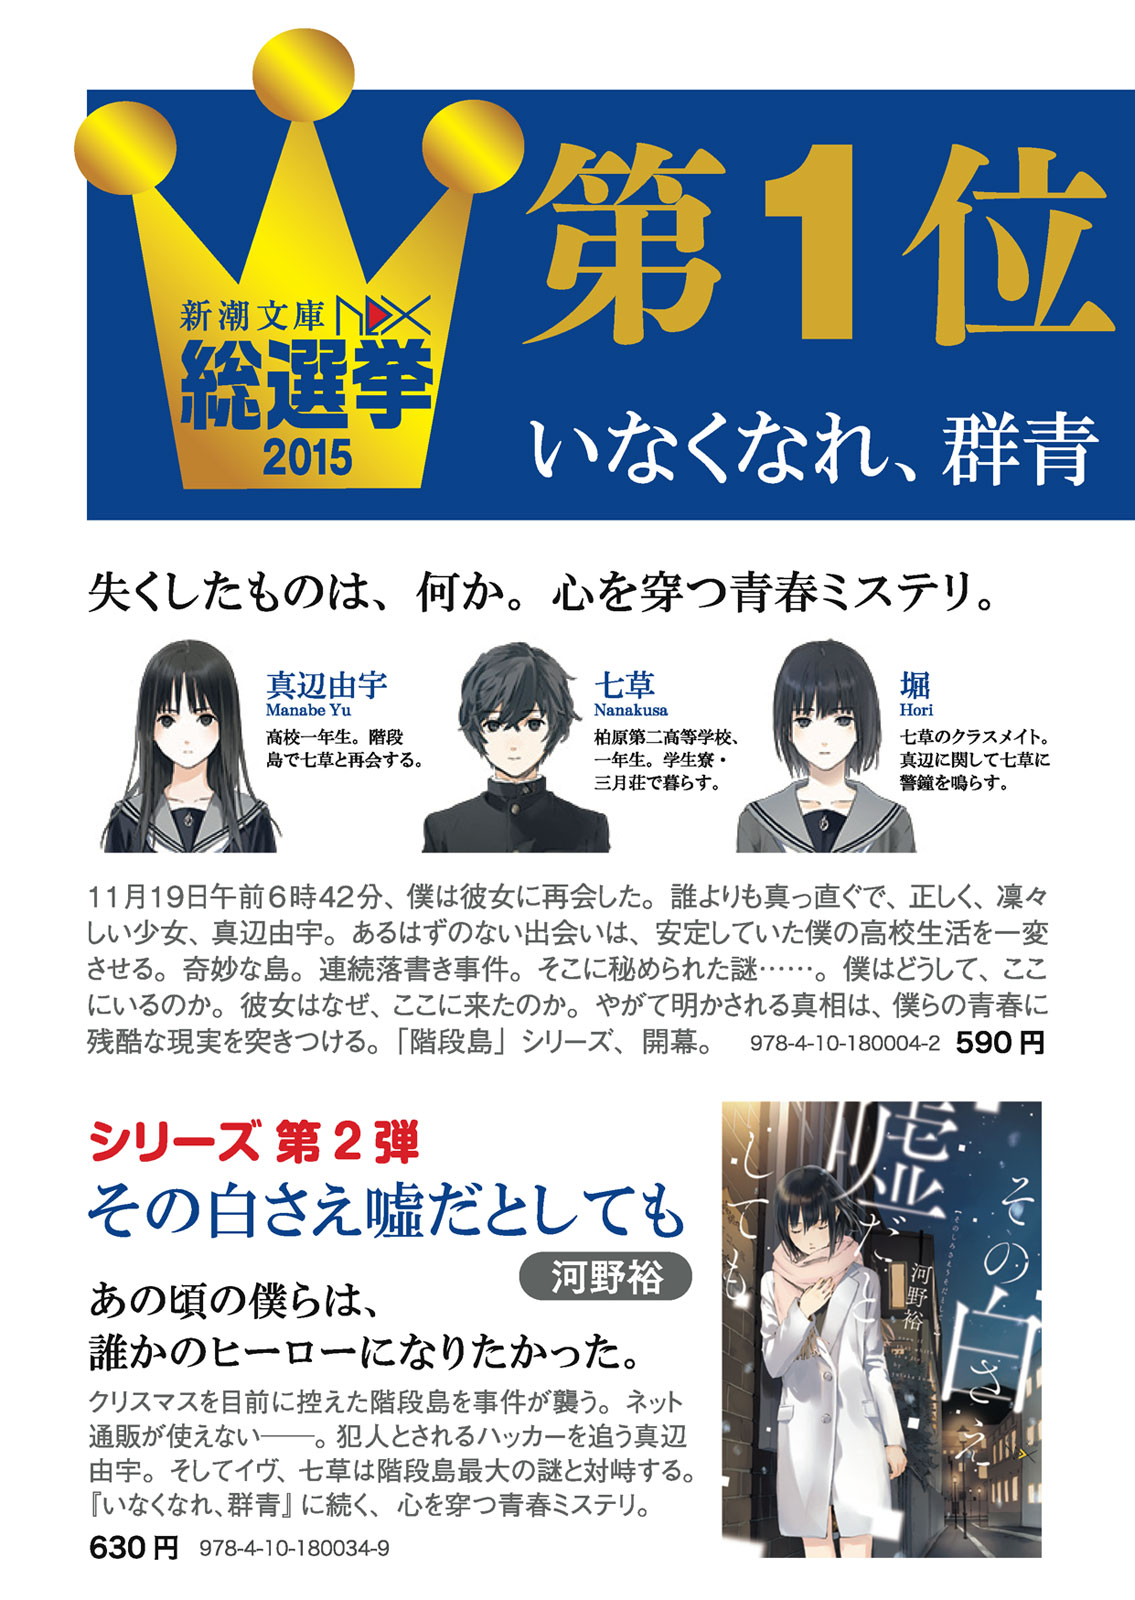 新潮文庫nex
総選挙
2015
第1位
いなくなれ、群青
失くしたものは、何か。心を穿つ青春ミステリ。
真辺由宇
Manabe Yu
高校一年生。階段
島で七草と再会する。
七草
Nanakusa
柏原第二高等学校、
一年生。学生寮・
三月荘で暮らす。
堀
Hori
七草のクラスメイト。
真辺に関して七草に
警鐘を鳴らす。
11月19日午前6時42分、僕は彼女に再会した。誰よりも真っ直ぐで、正しく、凜々
しい少女、真辺由宇。あるはずのない出会いは、安定していた僕の高校生活を一変
させる。奇妙な島。連続落書き事件。そこに秘められた謎……。僕はどうして、ここ
にいるのか。彼女はなぜ、ここに来たのか。やがて明かされる真相は、僕らの青春に
残酷な現実を突きつける。「階段島」シリーズ、開幕。 978-4-10-180004-2 590円
シリーズ 第2弾
その白さえ嘘だとしても
河野裕
あの頃の僕らは、
誰かのヒーローになりたかった。
クリスマスを目前に控えた階段島を事件が襲う。ネット
通販が使えない――。犯人とされるハッカーを追う真辺
由宇。そしてイヴ、七草は階段島最大の謎と対峙する。
『いなくなれ、群青』に続く、心を穿つ青春ミステリ。
630円 978-4-10-180034-9
その白さえ
嘘だと
しても
河野裕